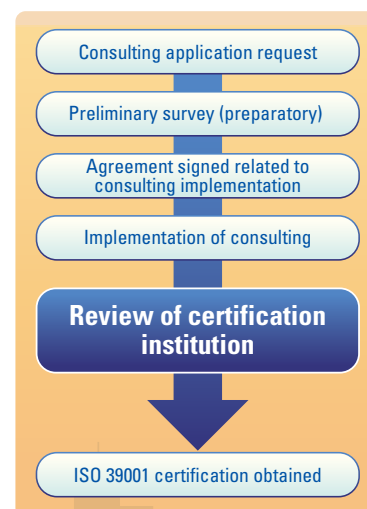 Consulting application request
Preliminary survey (preparatory)
Agreement signed related to
consulting implementation
Implementation of consulting
Review of certification
institution
ISO 39001 certification obtained